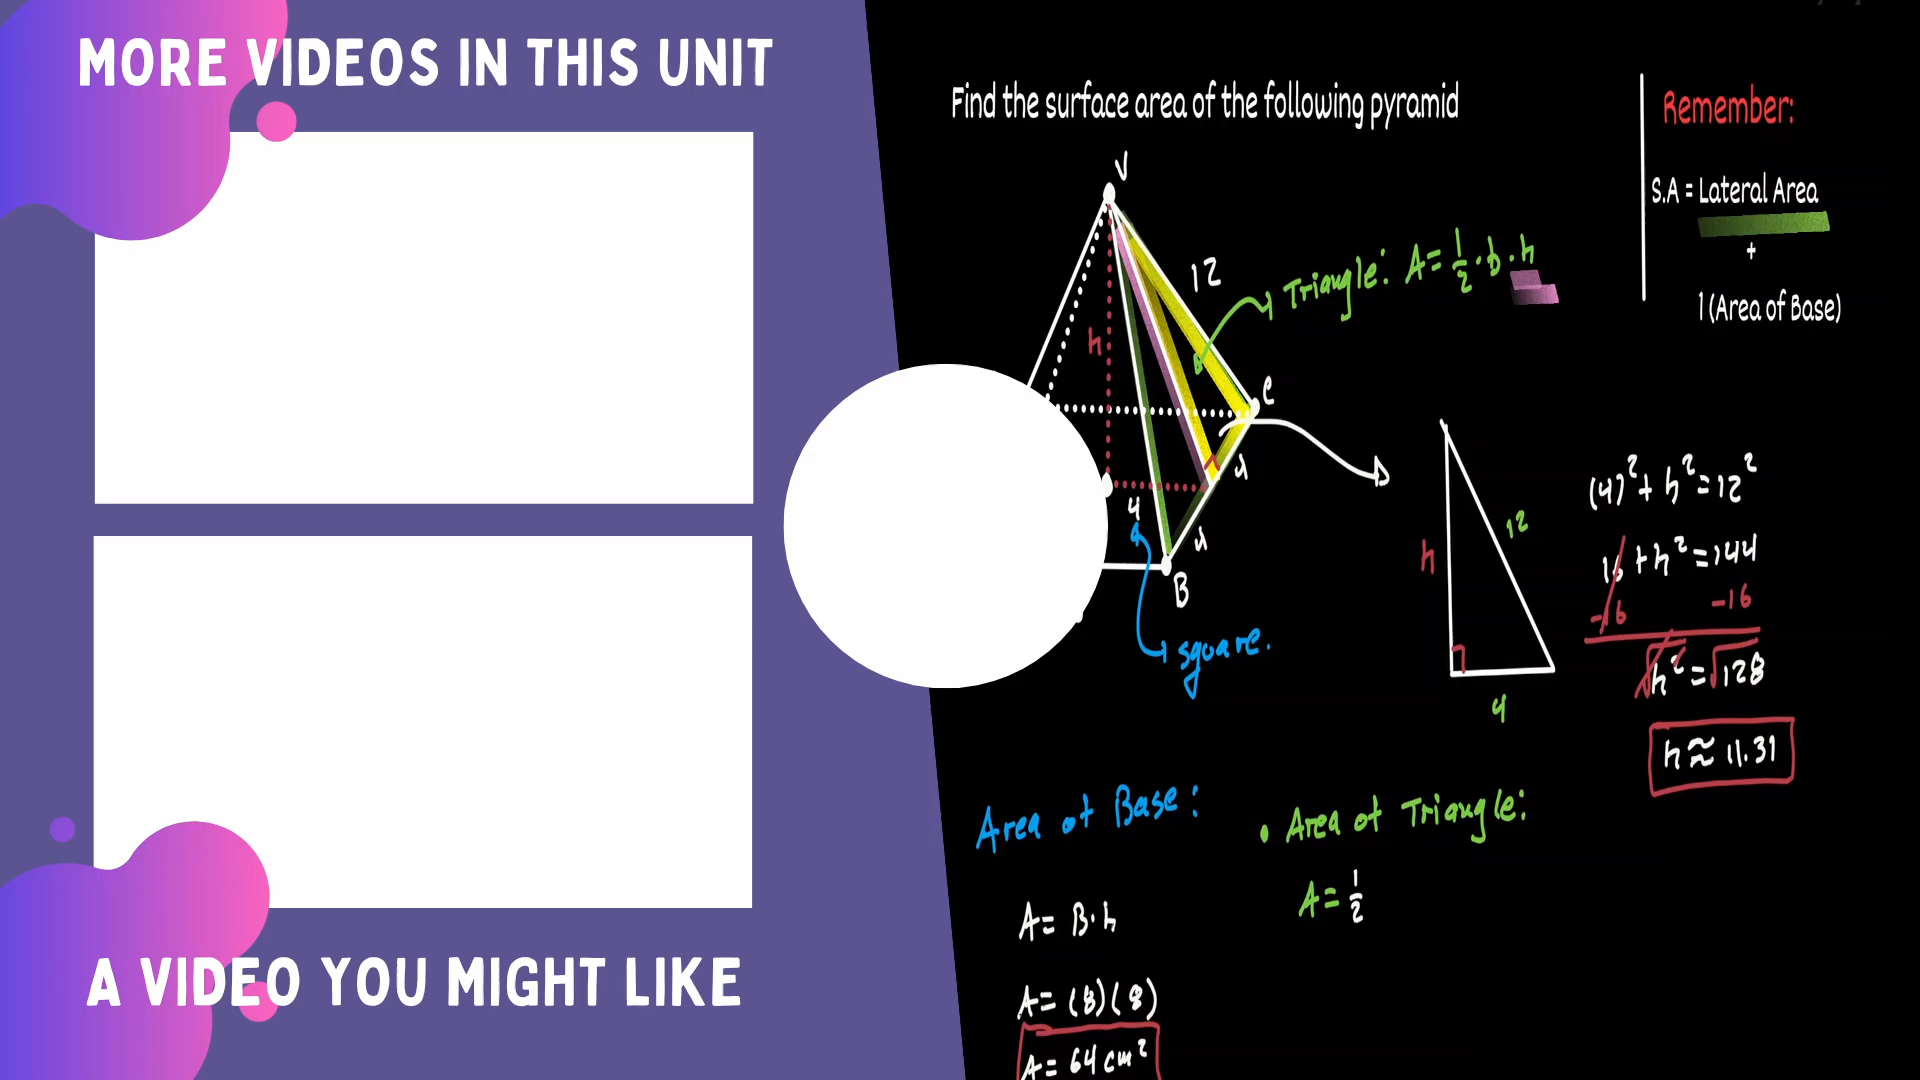 MORE VIDEOS IN THIS UNIT
A VIDEO YOU MIGHT LIKE
Find the surface area of the following pyramid
Remember:
S.A = Lateral Area
+
1 (Area of Base)
V
12
Triangle: A = 1/2 · b · h
h
C
4
4
4
B
square.
h
12
4
(4)² + h² = 12²
16 + h² = 144
-16 -16
√h² = √128
h ≈ 11.31
Area of Base:
A = B · h
A = (8)(8)
A = 64 cm²
• Area of Triangle:
A = 1/2